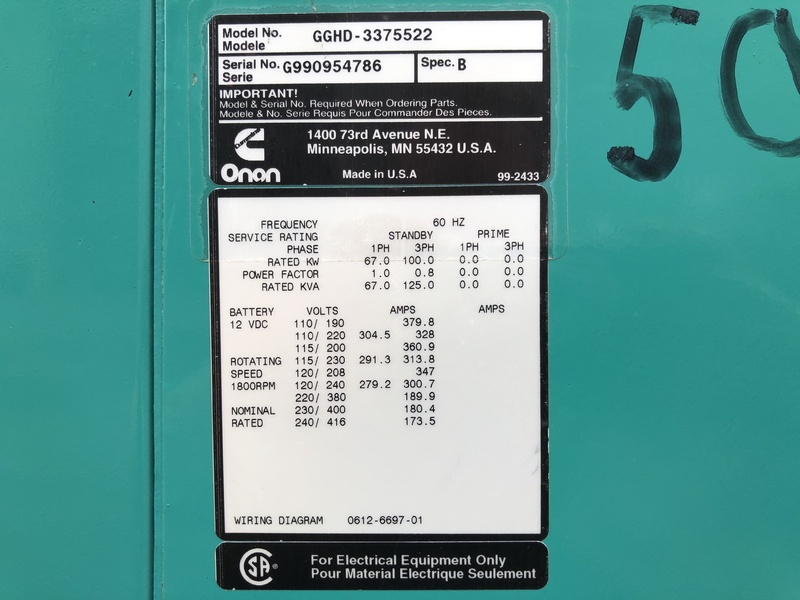 Model No. GGHD-3375522
Modele
Serial No. G990954786 Spec. B
Serie
IMPORTANT!
Model & Serial No. Required When Ordering Parts.
Modele & No. Serie Requis Pour Commander Des Pieces.
1400 73rd Avenue N.E.
Minneapolis, MN 55432 U.S.A.
Onan Made in U.S.A 99-2433
FREQUENCY 60 HZ
SERVICE RATING STANDBY PRIME
PHASE 1PH 3PH 1PH 3PH
RATED KW 67.0 100.0 0.0 0.0
POWER FACTOR 1.0 0.8 0.0 0.0
RATED KVA 67.0 125.0 0.0 0.0
BATTERY VOLTS AMPS AMPS
12 VDC 110/ 190 379.8
110/ 220 304.5 328
115/ 200 360.9
ROTATING 115/ 230 291.3 313.8
SPEED 120/ 208 347
1800RPM 120/ 240 279.2 300.7
220/ 380 189.9
NOMINAL 230/ 400 180.4
RATED 240/ 416 173.5
WIRING DIAGRAM 0612-6697-01
CSA® For Electrical Equipment Only
Pour Material Electrique Seulement
50